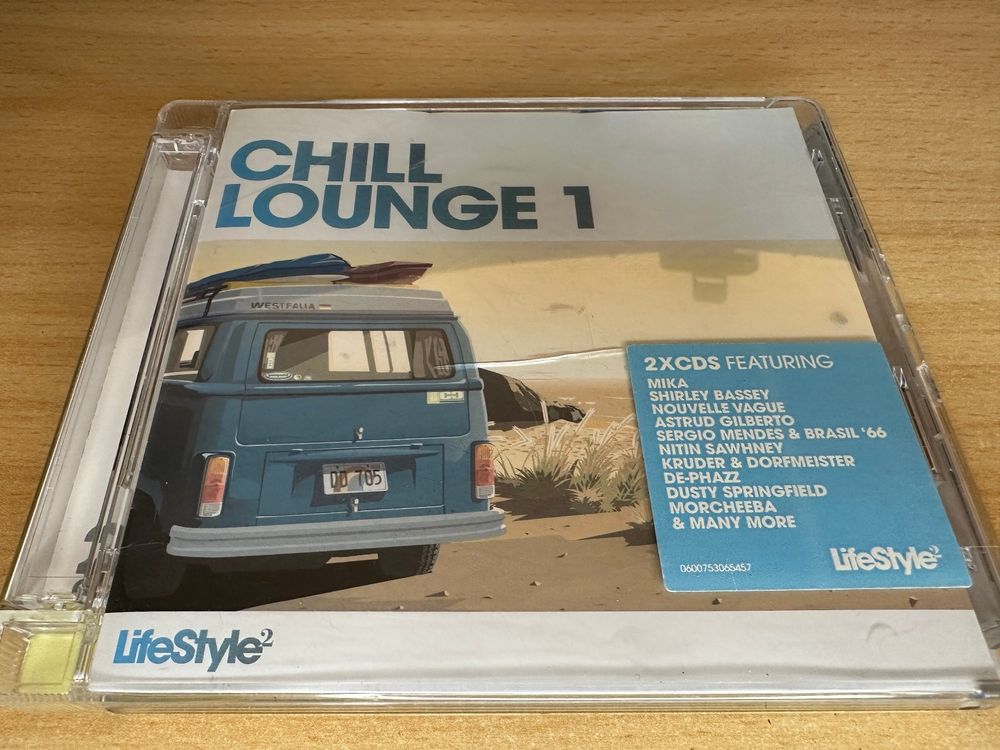 CHILL
LOUNGE 1
WESTFALIA
DD 705
2XCDS FEATURING
MIKA
SHIRLEY BASSEY
NOUVELLE VAGUE
ASTRUD GILBERTO
SERGIO MENDES & BRASIL '66
NITIN SAWHNEY
KRUDER & DORFMEISTER
DE-PHAZZ
DUSTY SPRINGFIELD
MORCHEEBA
& MANY MORE
0600753065457
LifeStyle²
LifeStyle²